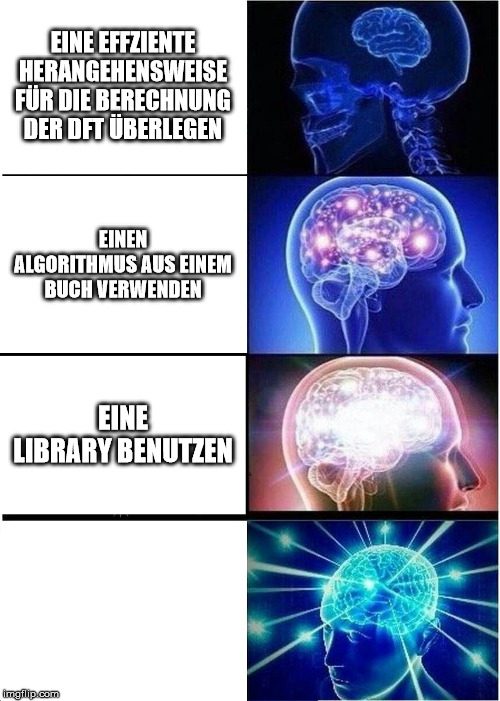 EINE EFFZIENTE
HERANGEHENSWEISE
FÜR DIE BERECHNUNG
DER DFT ÜBERLEGEN
EINEN
ALGORITHMUS AUS EINEM
BUCH VERWENDEN
EINE
LIBRARY BENUTZEN
imgflip.com